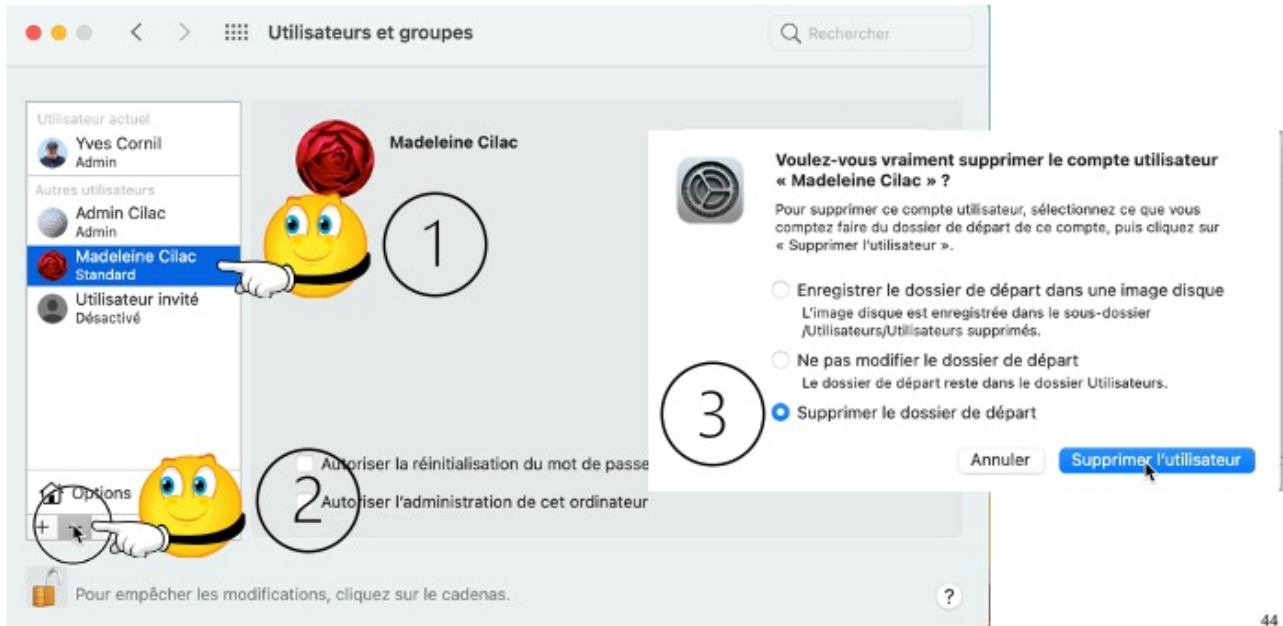 Utilisateurs et groupes
Rechercher
Utilisateur actuel
Yves Cornil
Admin
Autres utilisateurs
Admin Cilac
Admin
Madeleine Cilac
Standard
Utilisateur invité
Désactivé
Options
+ −
Madeleine Cilac
1
2
Autoriser la réinitialisation du mot de passe
Autoriser l'administration de cet ordinateur
Pour empêcher les modifications, cliquez sur le cadenas.
?
Voulez-vous vraiment supprimer le compte utilisateur
« Madeleine Cilac » ?
Pour supprimer ce compte utilisateur, sélectionnez ce que vous
comptez faire du dossier de départ de ce compte, puis cliquez sur
« Supprimer l'utilisateur ».
Enregistrer le dossier de départ dans une image disque
L'image disque est enregistrée dans le sous-dossier
/Utilisateurs/Utilisateurs supprimés.
Ne pas modifier le dossier de départ
Le dossier de départ reste dans le dossier Utilisateurs.
3
Supprimer le dossier de départ
Annuler
Supprimer l'utilisateur
44